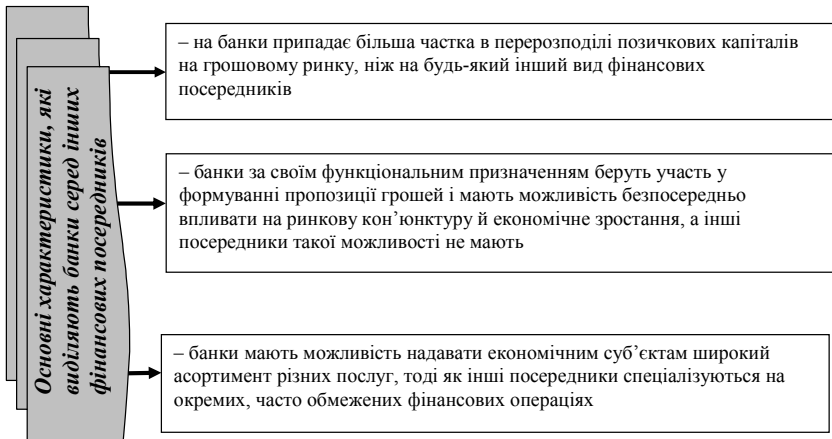 Основні характеристики, які
виділяють банки серед інших
фінансових посередників
– на банки припадає більша частка в перерозподілі позичкових капіталів
на грошовому ринку, ніж на будь-який інший вид фінансових
посередників
– банки за своїм функціональним призначенням беруть участь у
формуванні пропозиції грошей і мають можливість безпосередньо
впливати на ринкову кон’юнктуру й економічне зростання, а інші
посередники такої можливості не мають
– банки мають можливість надавати економічним суб’єктам широкий
асортимент різних послуг, тоді як інші посередники спеціалізуються на
окремих, часто обмежених фінансових операціях